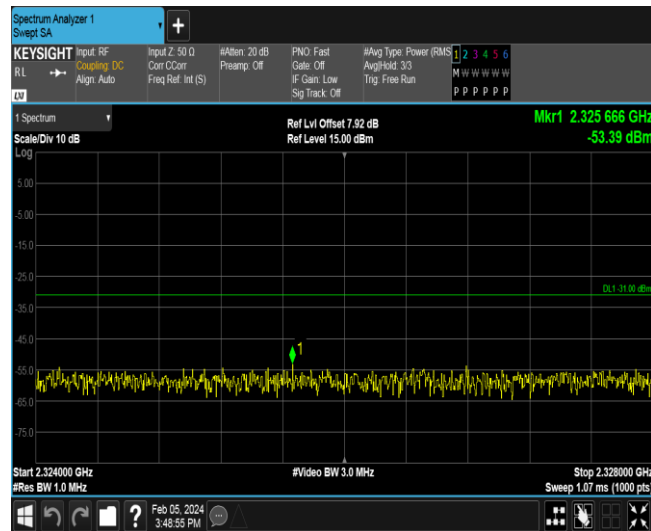 Spectrum Analyzer 1
Swept SA
KEYSIGHT
RL
LXI
Input: RF
Coupling: DC
Align: Auto
Input Z: 50 Ω
Corr CCorr
Freq Ref: Int (S)
#Atten: 20 dB
Preamp: Off
PNO: Fast
Gate: Off
IF Gain: Low
Sig Track: Off
#Avg Type: Power (RMS
Avg|Hold: 3/3
Trig: Free Run
1 2 3 4 5 6
M W W W W W
P P P P P P
1 Spectrum
Scale/Div 10 dB
Log
Ref Lvl Offset 7.92 dB
Ref Level 15.00 dBm
Mkr1 2.325 666 GHz
-53.39 dBm
5.00
-5.00
-15.0
-25.0
DL1 -31.00 dBm
-35.0
-45.0
1
-55.0
-65.0
-75.0
Start 2.324000 GHz
#Res BW 1.0 MHz
#Video BW 3.0 MHz
Stop 2.328000 GHz
Sweep 1.07 ms (1000 pts)
?
Feb 05, 2024
3:48:55 PM